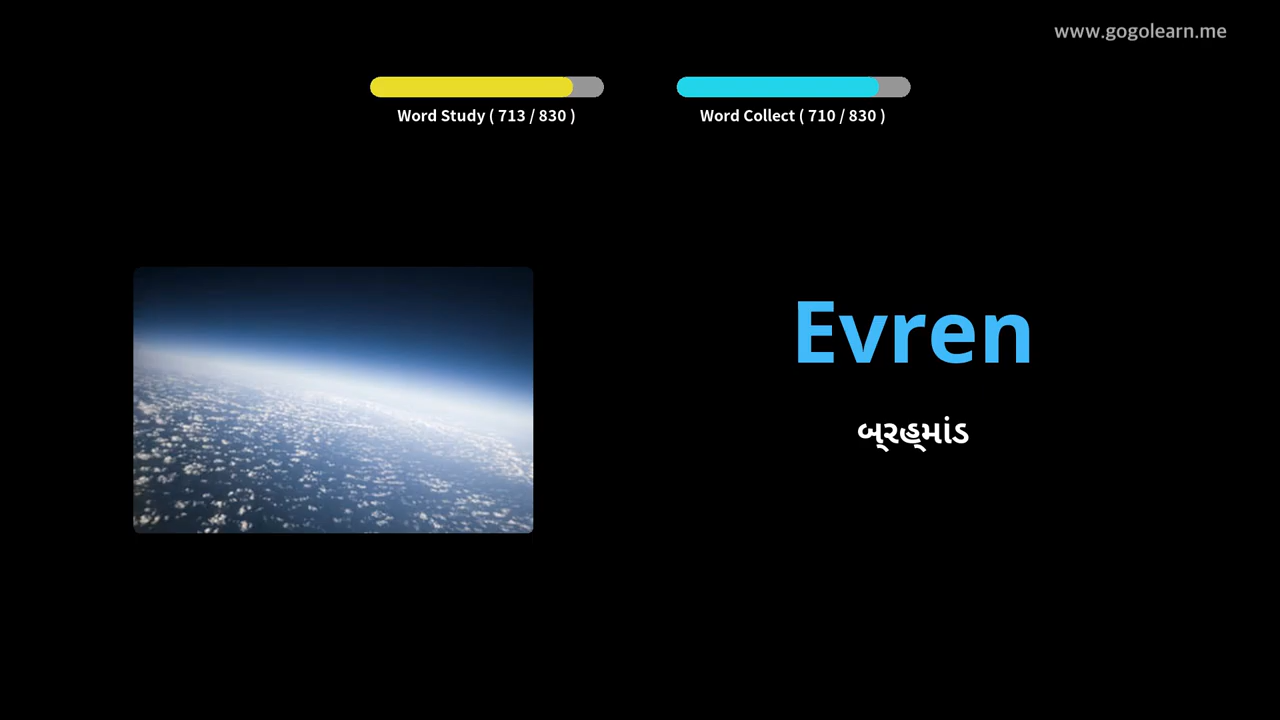 www.gogolearn.me
Word Study ( 713 / 830 )
Word Collect ( 710 / 830 )
Evren
બ્રહ્માંડ